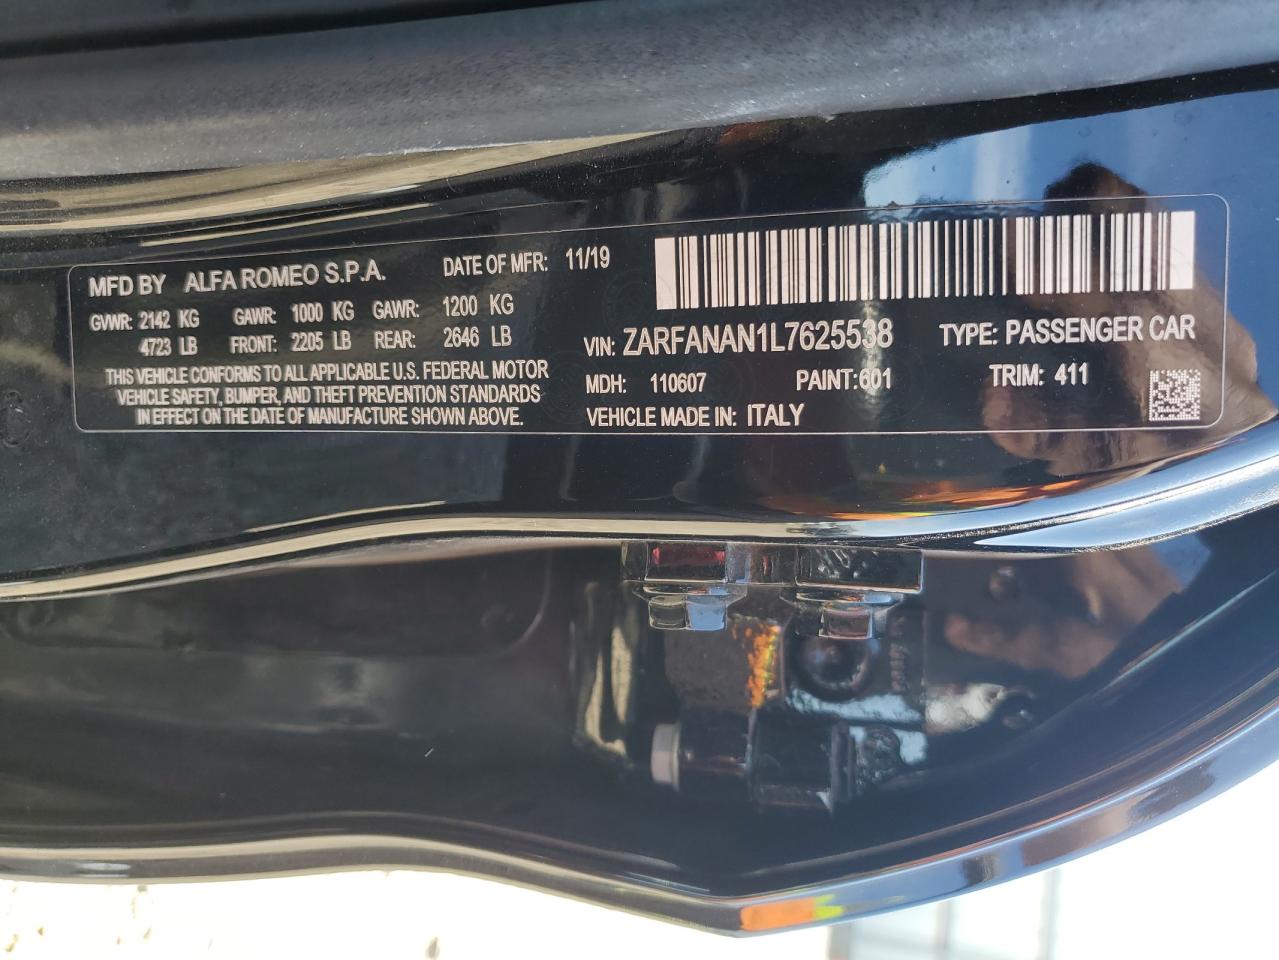 MFD BY ALFA ROMEO S.P.A. DATE OF MFR: 11/19
GVWR: 2142 KG GAWR: 1000 KG GAWR: 1200 KG
4723 LB FRONT: 2205 LB REAR: 2646 LB
THIS VEHICLE CONFORMS TO ALL APPLICABLE U.S. FEDERAL MOTOR
VEHICLE SAFETY, BUMPER, AND THEFT PREVENTION STANDARDS
IN EFFECT ON THE DATE OF MANUFACTURE SHOWN ABOVE.
VIN: ZARFANAN1L7625538 TYPE: PASSENGER CAR
MDH: 110607 PAINT:601 TRIM: 411
VEHICLE MADE IN: ITALY